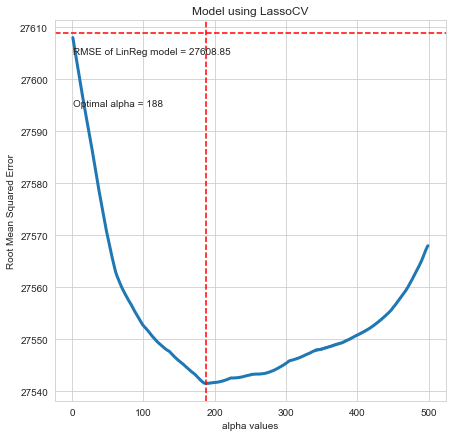 Model using LassoCV
27610
RMSE of LinReg model = 27608.85
27600
Optimal alpha = 188
27590
27580
27570
27560
27550
27540
Root Mean Squared Error
0
100
200
300
400
500
alpha values